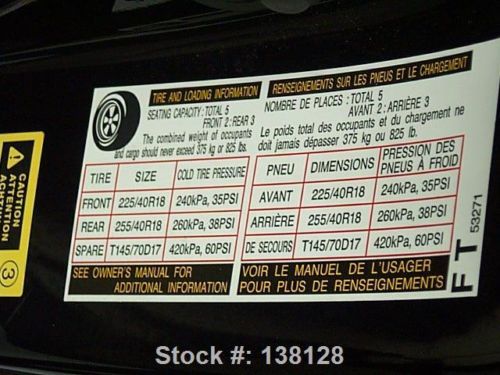 TIRE AND LOADING INFORMATION
SEATING CAPACITY: TOTAL 5
FRONT 2 : REAR 3
The combined weight of occupants
and cargo should never exceed 375 kg or 825 lbs.
TIRE SIZE COLD TIRE PRESSURE
FRONT 225/40R18 240kPa, 35PSI
REAR 255/40R18 260kPa, 38PSI
SPARE T145/70D17 420kPa, 60PSI
SEE OWNER'S MANUAL FOR
ADDITIONAL INFORMATION
RENSEIGNEMENTS SUR LES PNEUS ET LE CHARGEMENT
NOMBRE DE PLACES : TOTAL 5
AVANT 2 : ARRIÈRE 3
Le poids total des occupants et du chargement ne
doit jamais dépasser 375 kg ou 825 lb.
PNEU DIMENSIONS PRESSION DES
PNEUS À FROID
AVANT 225/40R18 240kPa, 35PSI
ARRIÈRE 255/40R18 260kPa, 38PSI
DE SECOURS T145/70D17 420kPa, 60PSI
VOIR LE MANUEL DE L'USAGER
POUR PLUS DE RENSEIGNEMENTS
F T 53271
CAUTION
ATTENTION
ACHTUNG
3
Stock #: 138128